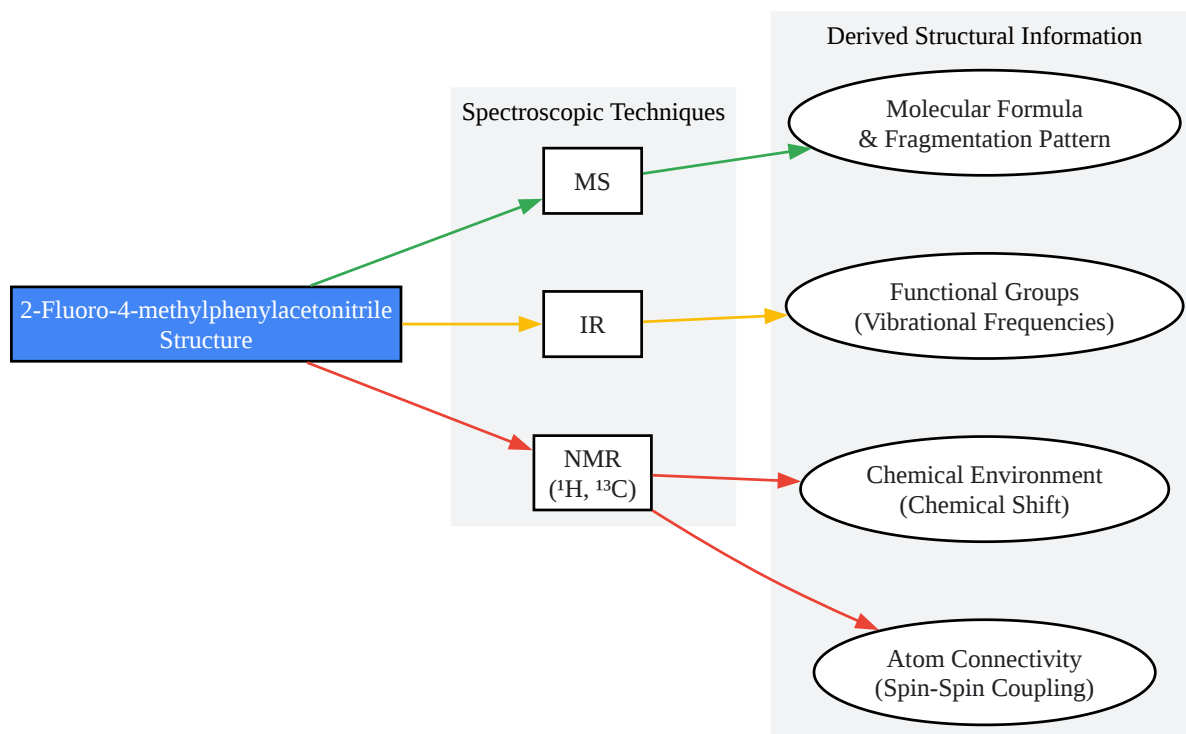 Derived Structural Information
Spectroscopic Techniques
Molecular Formula
& Fragmentation Pattern
MS
2-Fluoro-4-methylphenylacetonitrile
Structure
IR
Functional Groups
(Vibrational Frequencies)
NMR
(¹H, ¹³C)
Chemical Environment
(Chemical Shift)
Atom Connectivity
(Spin-Spin Coupling)